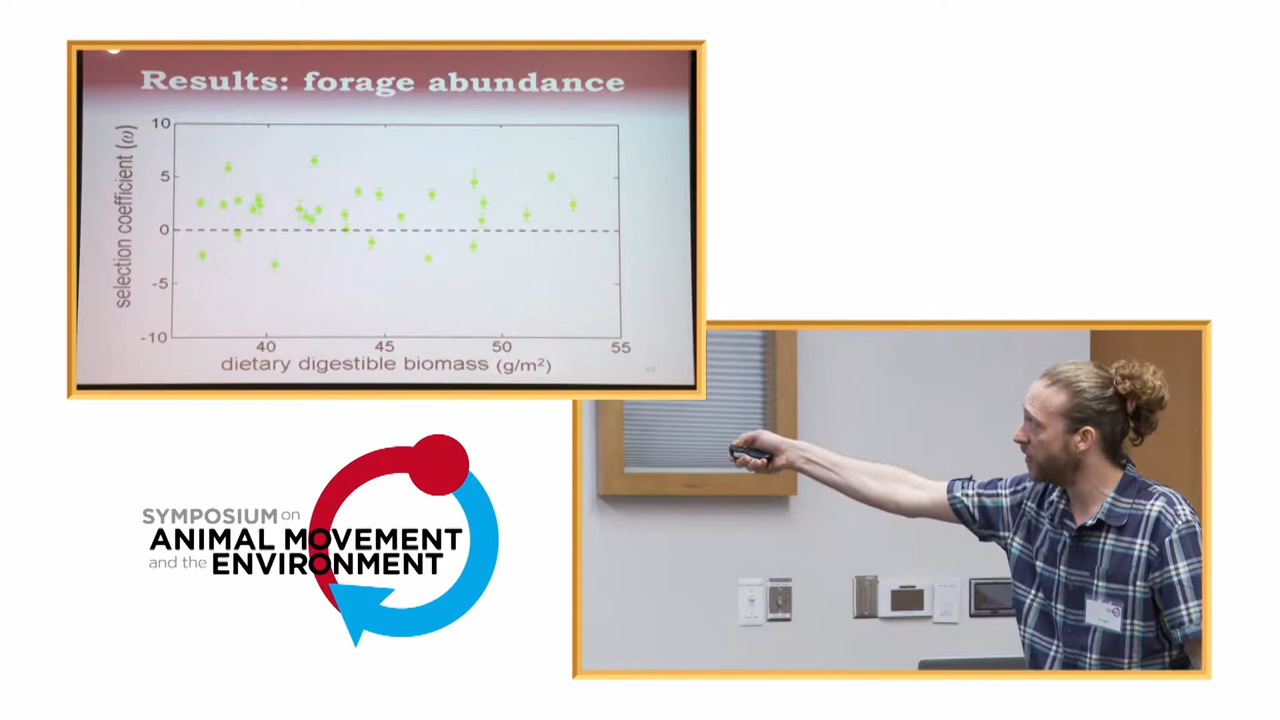 Results: forage abundance
selection coefficient (ω)
10
5
0
-5
-10
40 45 50 55
dietary digestible biomass (g/m²)
SYMPOSIUM on
ANIMAL MOVEMENT
and the ENVIRONMENT